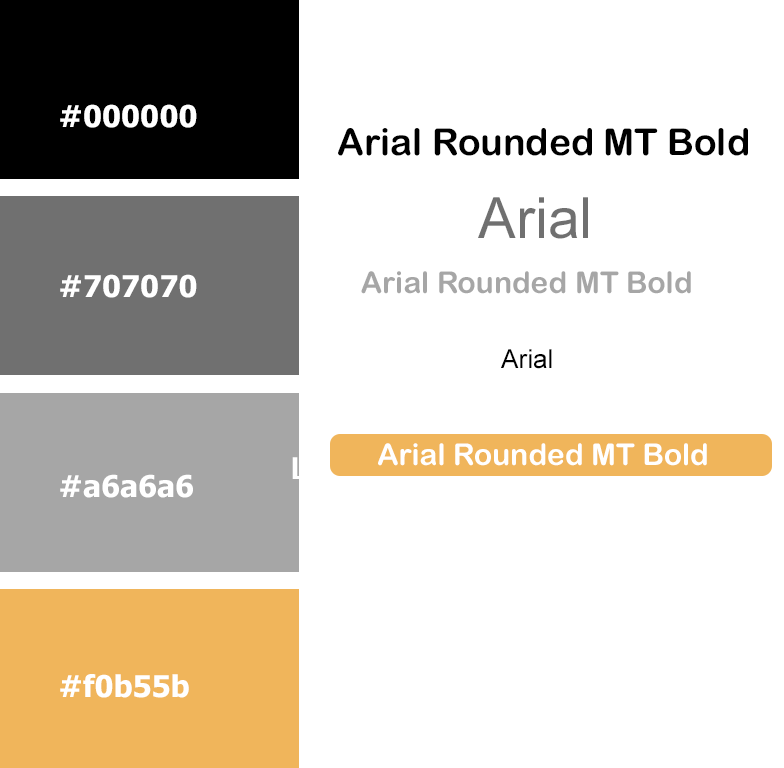 #000000
Arial Rounded MT Bold
Arial
#707070
Arial Rounded MT Bold
Arial
Arial Rounded MT Bold
#a6a6a6
#f0b55b